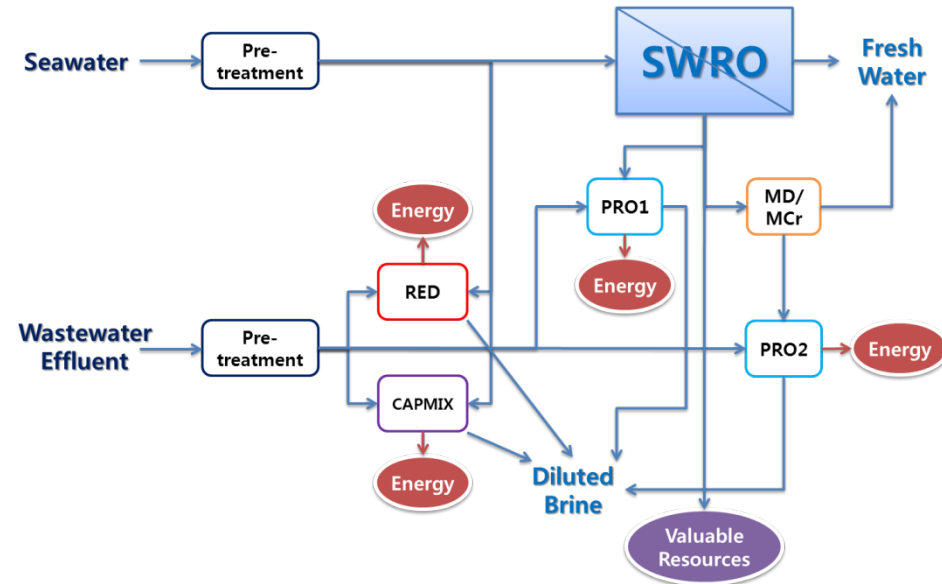 Seawater
Pre-
treatment
SWRO
Fresh
Water
Energy
PRO1
MD/
MCr
RED
Energy
Wastewater
Effluent
Pre-
treatment
PRO2
Energy
CAPMIX
Energy
Diluted
Brine
Valuable
Resources